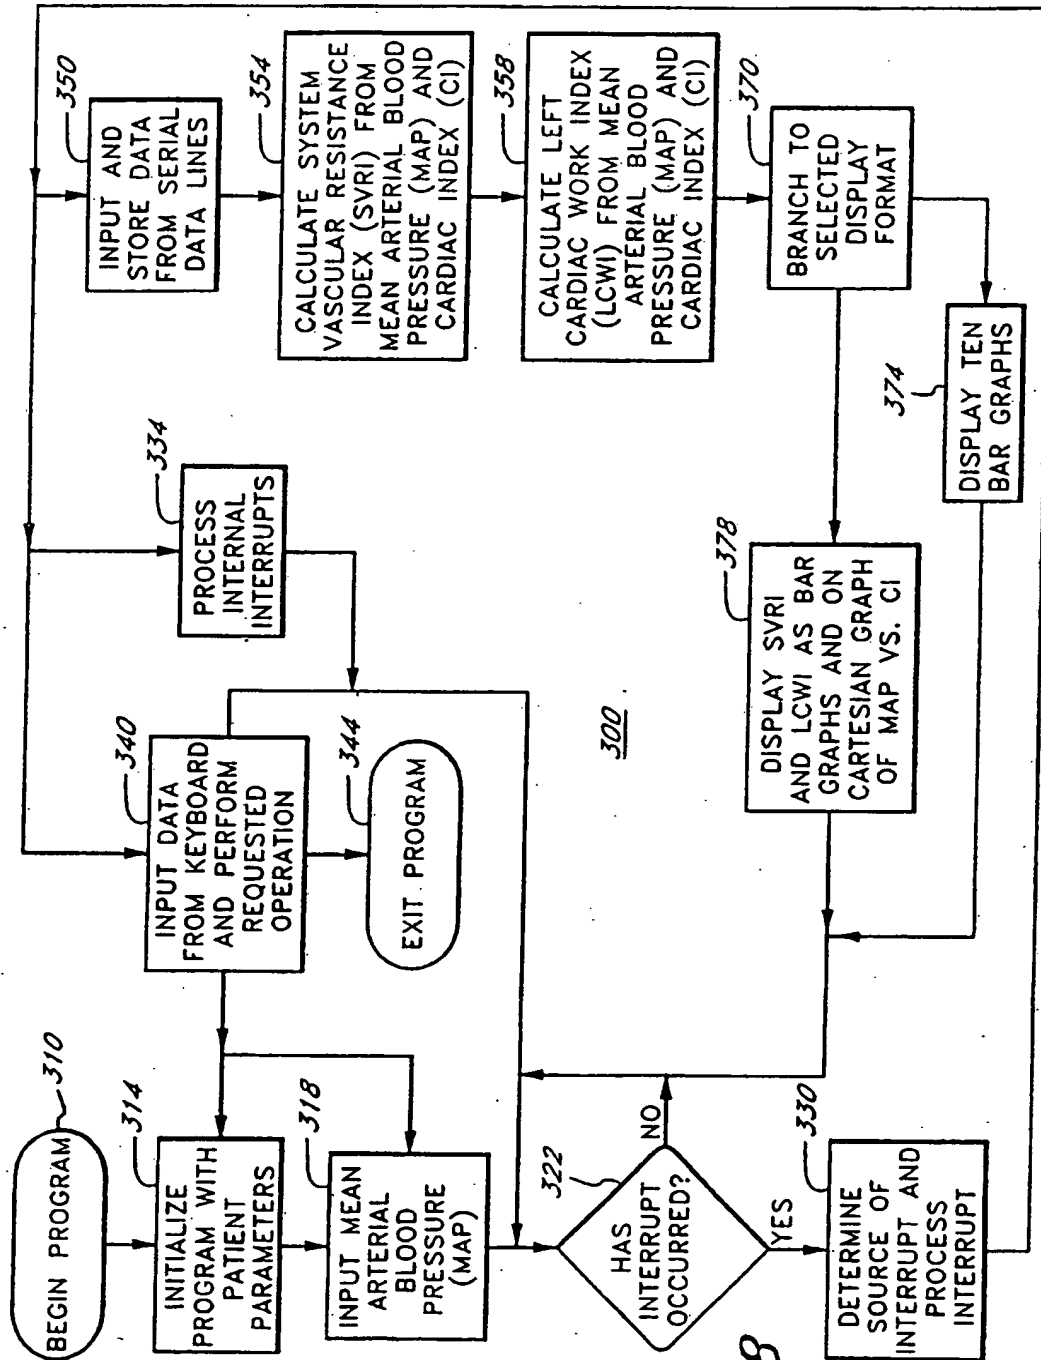 310
BEGIN PROGRAM
314
INITIALIZE
PROGRAM WITH
PATIENT
PARAMETERS
318
INPUT MEAN
ARTERIAL
BLOOD
PRESSURE
(MAP)
322
HAS
INTERRUPT
OCCURRED?
NO
YES
330
DETERMINE
SOURCE OF
INTERRUPT AND
PROCESS
INTERRUPT
340
INPUT DATA
FROM KEYBOARD
AND PERFORM
REQUESTED
OPERATION
344
EXIT PROGRAM
334
PROCESS
INTERNAL
INTERRUPTS
300
350
INPUT AND
STORE DATA
FROM SERIAL
DATA LINES
354
CALCULATE SYSTEM
VASCULAR RESISTANCE
INDEX (SVRI) FROM
MEAN ARTERIAL BLOOD
PRESSURE (MAP) AND
CARDIAC INDEX (CI)
358
CALCULATE LEFT
CARDIAC WORK INDEX
(LCWI) FROM MEAN
ARTERIAL BLOOD
PRESSURE (MAP) AND
CARDIAC INDEX (CI)
370
BRANCH TO
SELECTED
DISPLAY
FORMAT
374
DISPLAY TEN
BAR GRAPHS
378
DISPLAY SVRI
AND LCWI AS BAR
GRAPHS AND ON
CARTESIAN GRAPH
OF MAP VS. CI
8